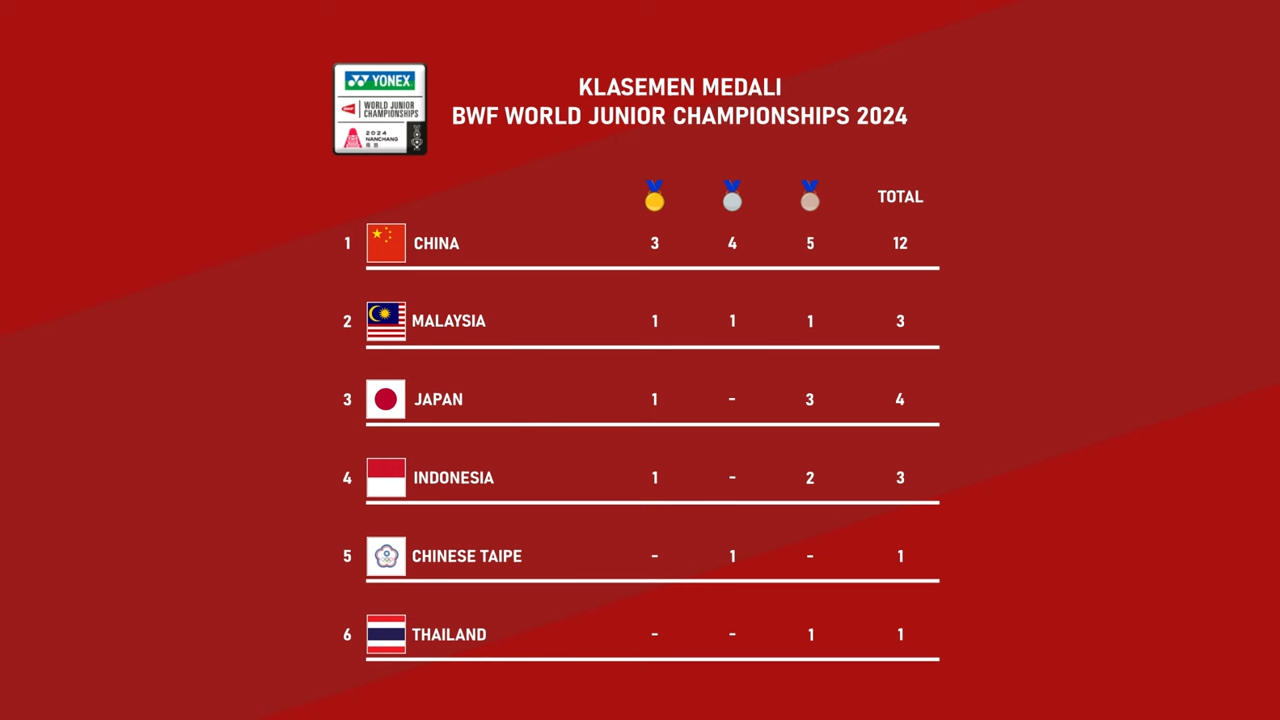 YONEX
WORLD JUNIOR
CHAMPIONSHIPS
2024
NANCHANG
KLASEMEN MEDALI
BWF WORLD JUNIOR CHAMPIONSHIPS 2024
TOTAL
1 CHINA 3 4 5 12
2 MALAYSIA 1 1 1 3
3 JAPAN 1 - 3 4
4 INDONESIA 1 - 2 3
5 CHINESE TAIPE - 1 - 1
6 THAILAND - - 1 1